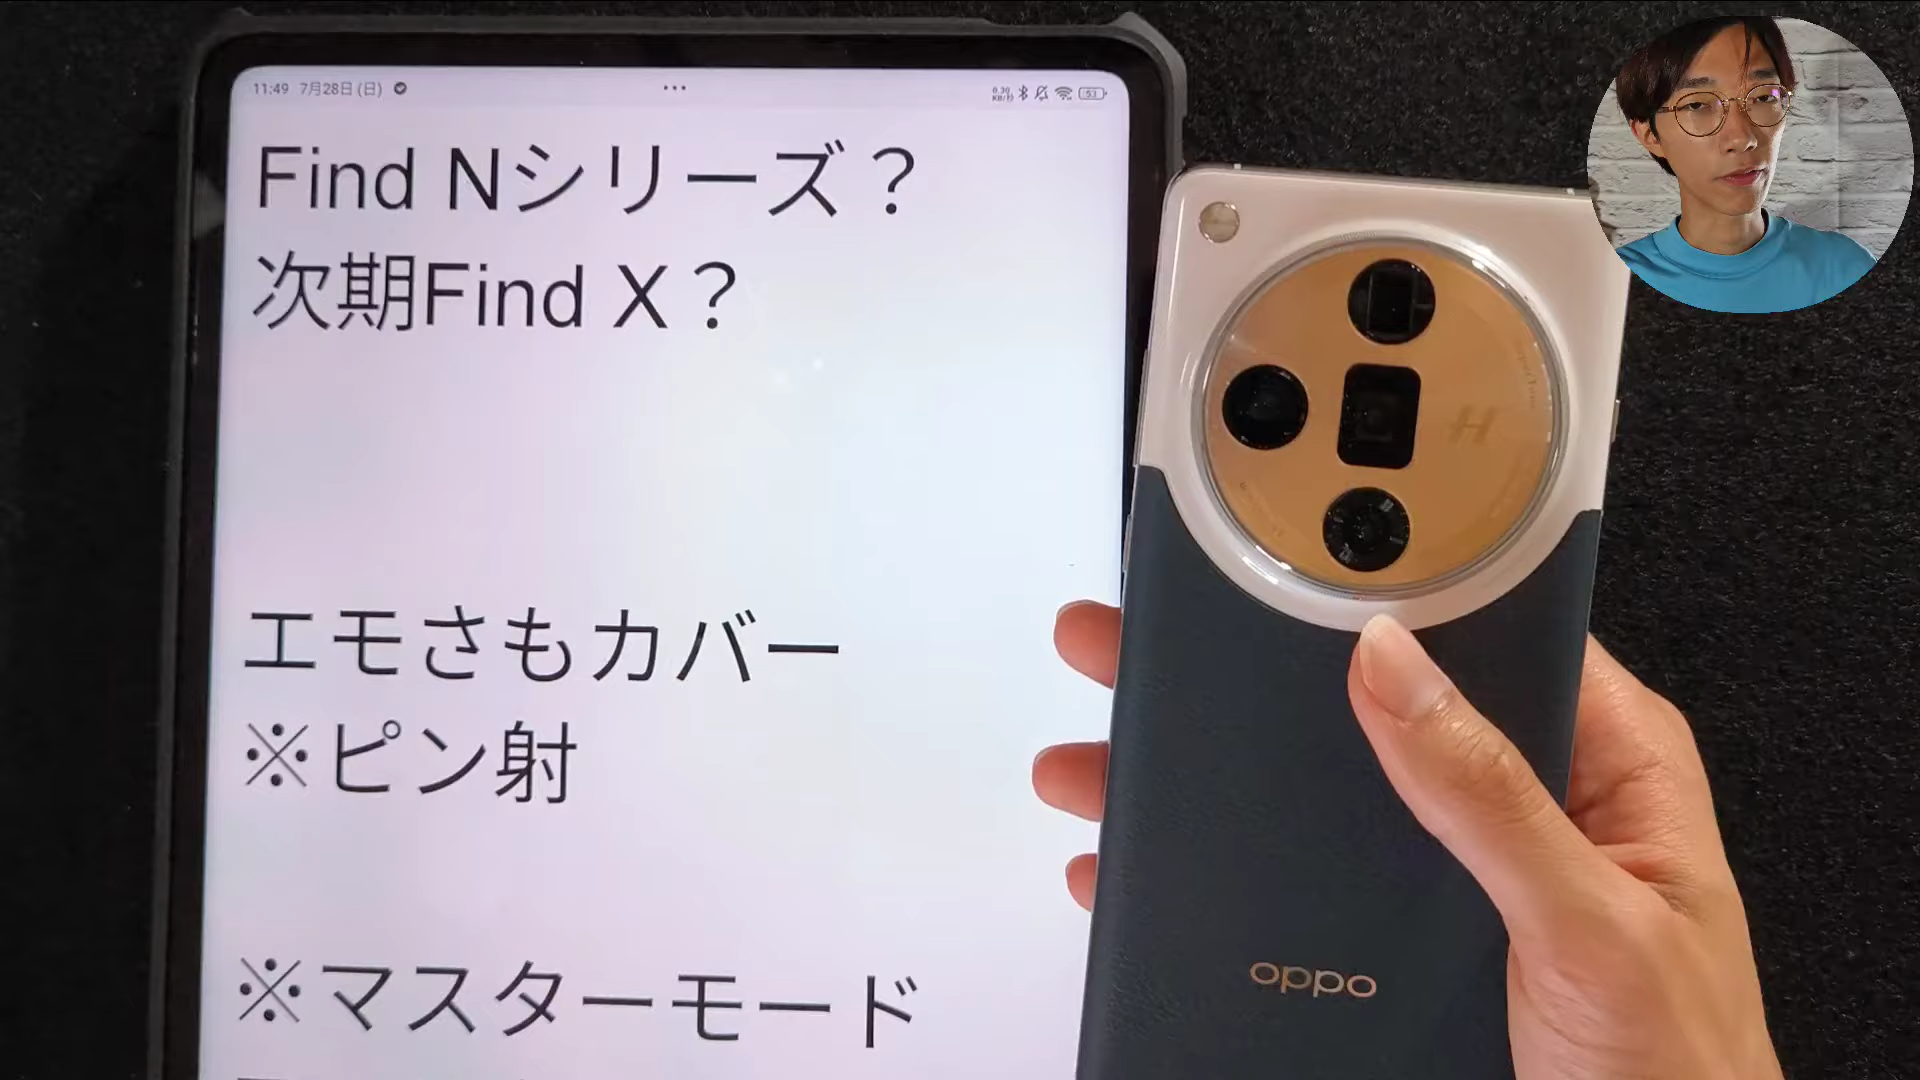 11:49 7月28日 (日)
53
Find Nシリーズ？
次期Find X？
エモさもカバー
※ピン射
※マスターモード
H
oppo